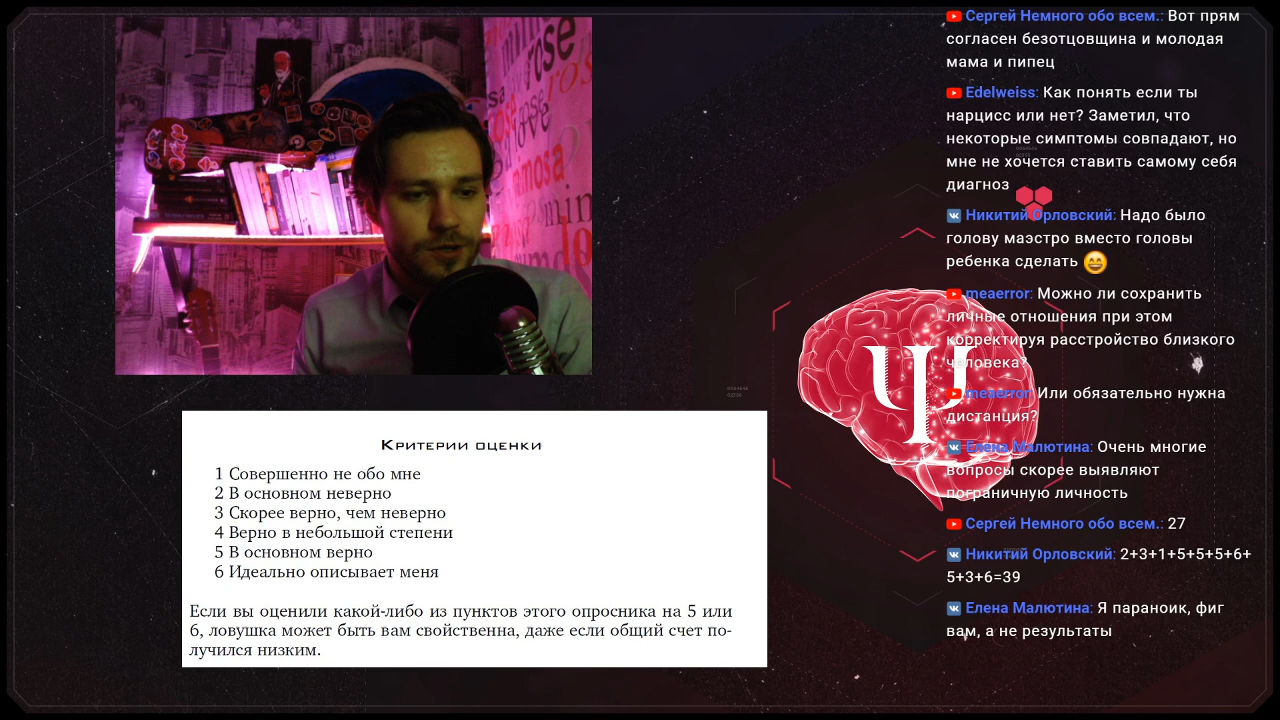 rose
mimosa
Критерии оценки
1 Совершенно не обо мне
2 В основном неверно
3 Скорее верно, чем неверно
4 Верно в небольшой степени
5 В основном верно
6 Идеально описывает меня
Если вы оценили какой-либо из пунктов этого опросника на 5 или
6, ловушка может быть вам свойственна, даже если общий счет по-
лучился низким.
Ψ
Сергей Немного обо всем.: Вот прям
согласен безотцовщина и молодая
мама и пипец
Edelweiss: Как понять если ты
нарцисс или нет? Заметил, что
некоторые симптомы совпадают, но
мне не хочется ставить самому себя
диагноз
Никитий Орловский: Надо было
голову маэстро вместо головы
ребенка сделать 😄
meaerror: Можно ли сохранить
личные отношения при этом
корректируя расстройство близкого
человека?
meaerror: Или обязательно нужна
дистанция?
Елена Малютина: Очень многие
вопросы скорее выявляют
пограничную личность
Сергей Немного обо всем.: 27
Никитий Орловский: 2+3+1+5+5+5+6+
5+3+6=39
Елена Малютина: Я параноик, фиг
вам, а не результаты